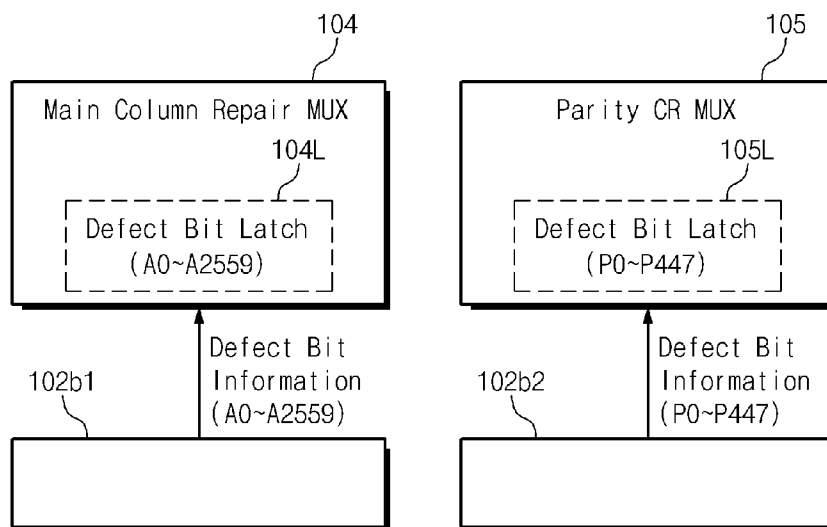 104
Main Column Repair MUX
104L
Defect Bit Latch
(A0~A2559)
Defect Bit
Information
(A0~A2559)
102b1
105
Parity CR MUX
105L
Defect Bit Latch
(P0~P447)
Defect Bit
Information
(P0~P447)
102b2